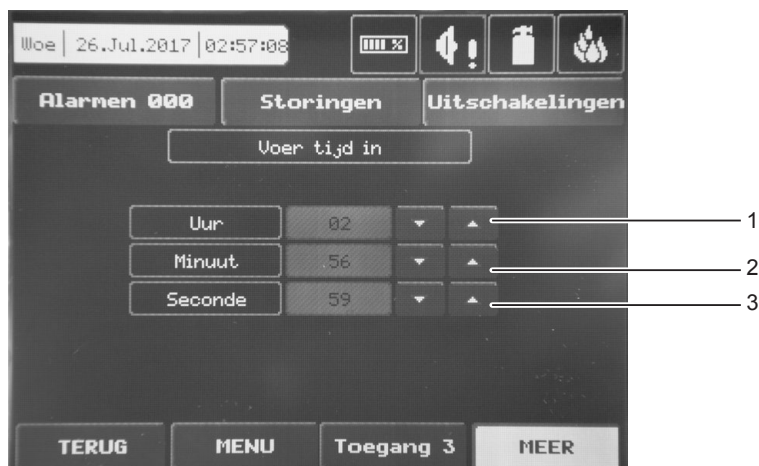 Woe 26.Jul.2017 02:57:08 %
Alarmen 000 Storingen Uitschakelingen
Voer tijd in
Uur 02 1
Minuut 56 2
Seconde 59 3
TERUG MENU Toegang 3 MEER